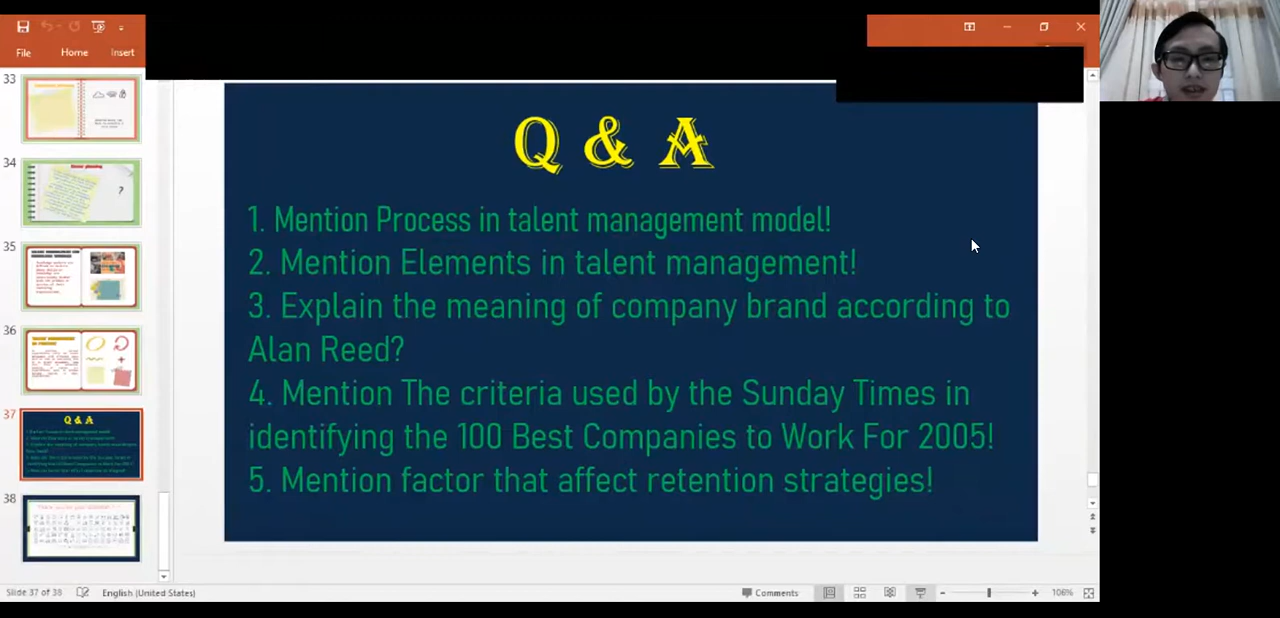 File Home Insert
33
34
35
36
37
38
Q & A
Q & A
1. Mention Process in talent management model!
2. Mention Elements in talent management!
3. Explain the meaning of company brand according to
Alan Reed?
4. Mention The criteria used by the Sunday Times in
identifying the 100 Best Companies to Work For 2005!
5. Mention factor that affect retention strategies!
Slide 37 of 38 English (United States) Comments 106%